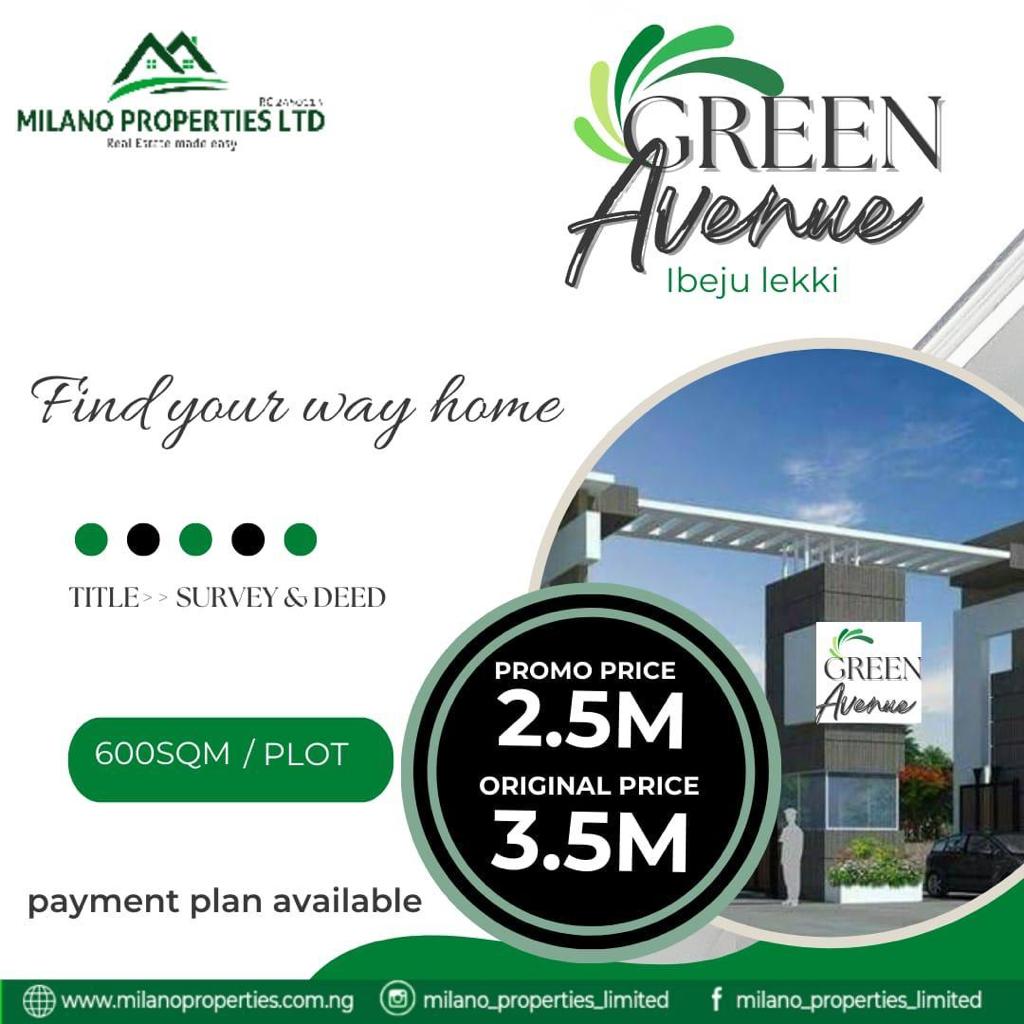 MILANO PROPERTIES LTD
Real Estate made easy
GREEN
Avenue
Ibeju lekki
Find your way home
TITLE>> SURVEY & DEED
GREEN
Avenue
PROMO PRICE
2.5M
ORIGINAL PRICE
3.5M
600SQM / PLOT
payment plan available
www.milanoproperties.com.ng milano_properties_limited milano_properties_limited